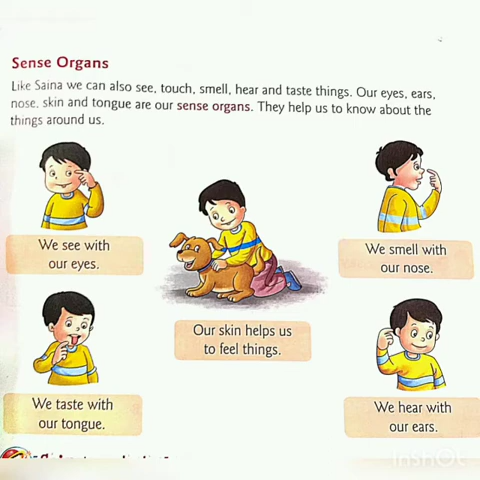 Sense Organs
Like Saina we can also see, touch, smell, hear and taste things. Our eyes, ears,
nose, skin and tongue are our sense organs. They help us to know about the
things around us.
We see with
our eyes.
We smell with
our nose.
Our skin helps us
to feel things.
We taste with
our tongue.
We hear with
our ears.
InShOt